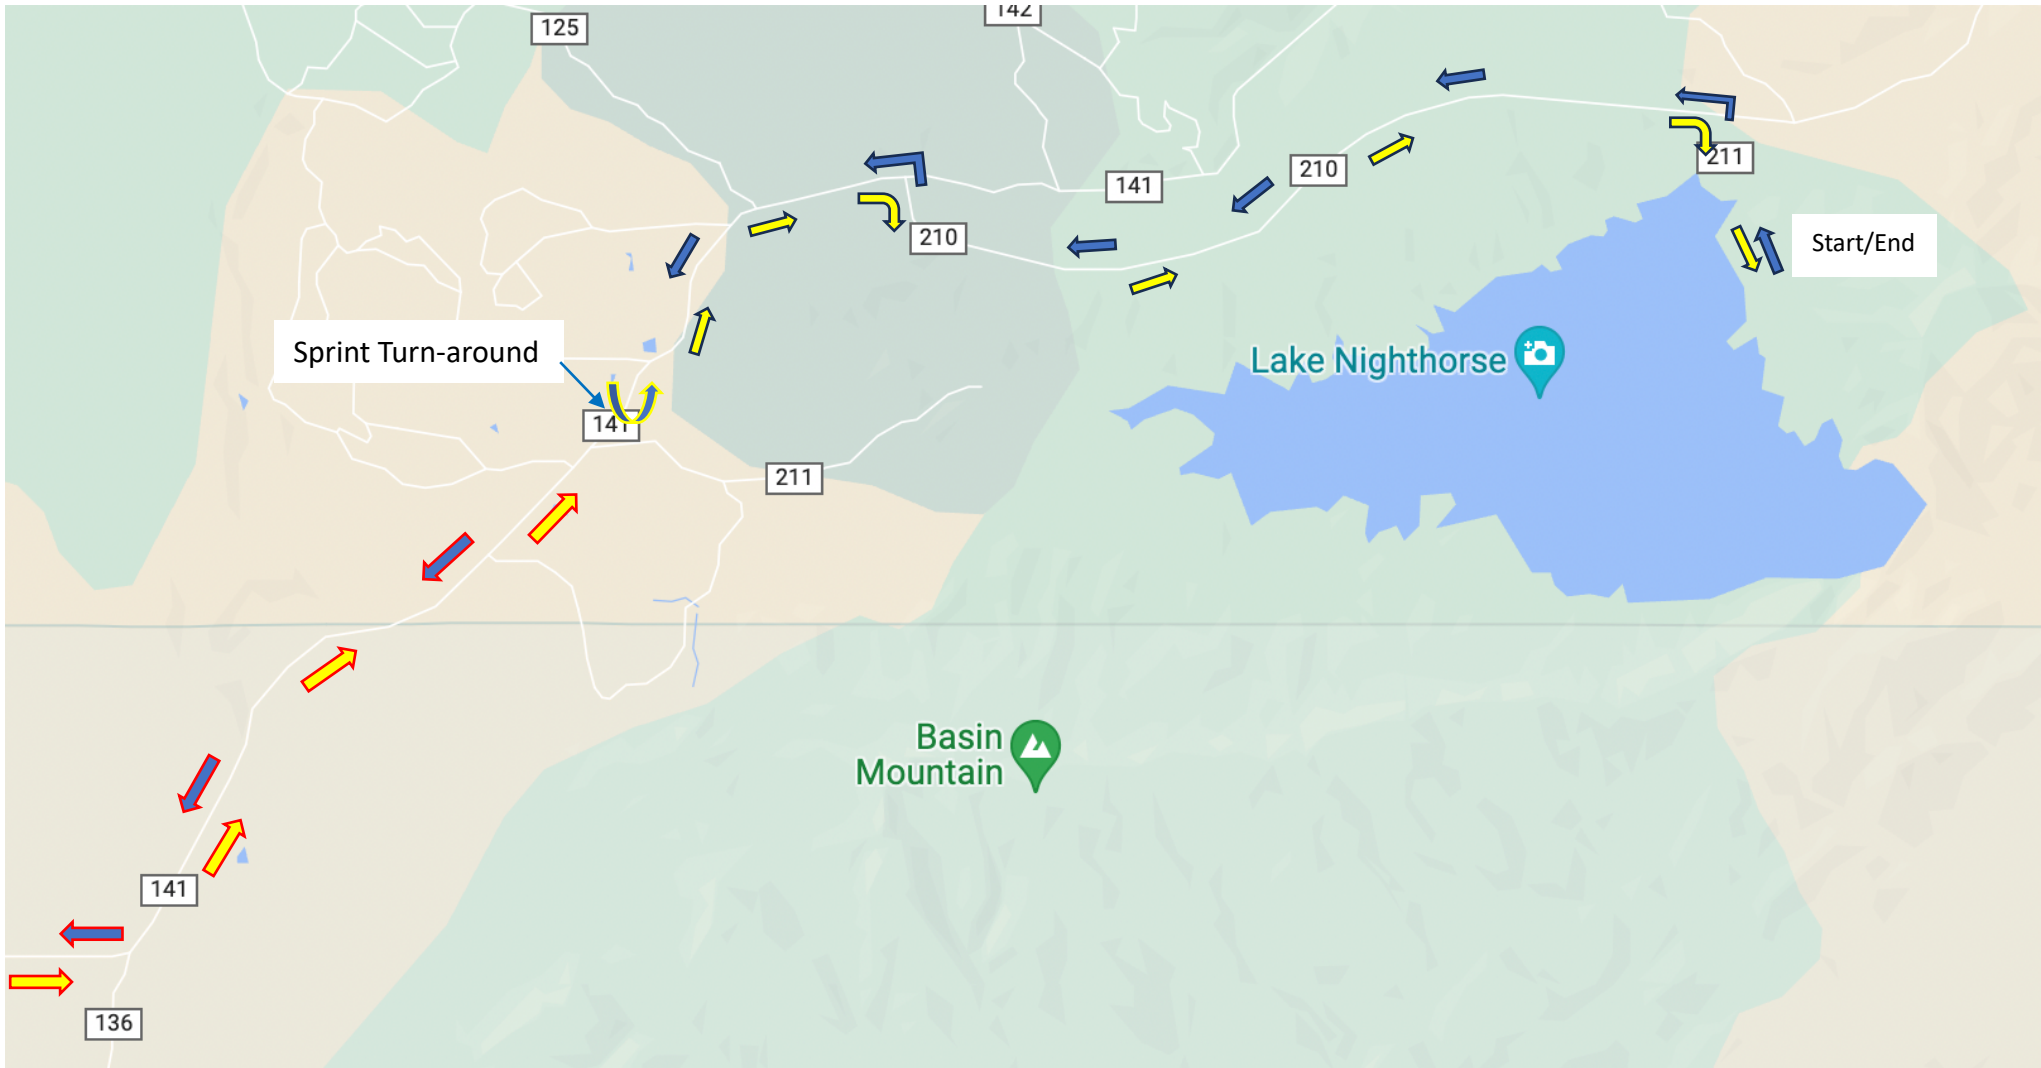 142
125
211
141
210
210
Start/End
Sprint Turn-around
Lake Nighthorse
141
211
Basin
Mountain
141
136